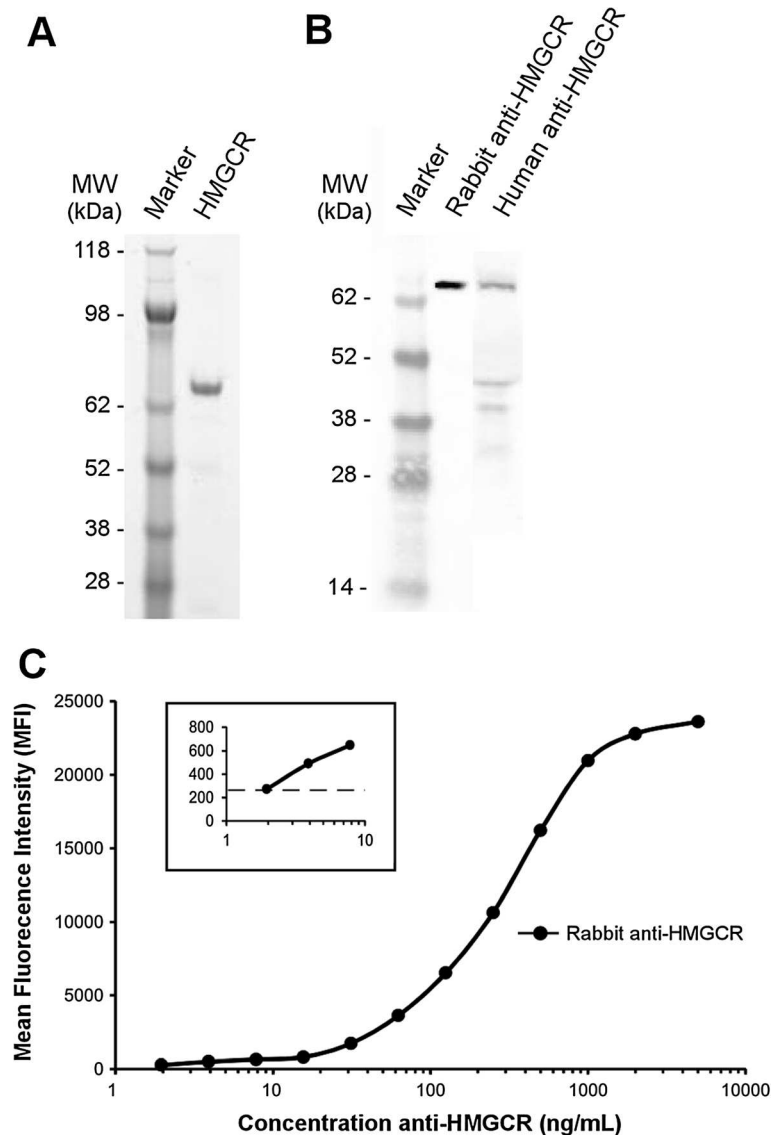 A
MW
(kDa)
Marker
HMGCR
118 -
98 -
62 -
52 -
38 -
28 -
B
MW
(kDa)
Marker
Rabbit anti-HMGCR
Human anti-HMGCR
62 -
52 -
38 -
28 -
14 -
C
Mean Fluorecence Intensity (MFI)
25000
20000
15000
10000
5000
0
800
600
400
200
0
1 10
Rabbit anti-HMGCR
1 10 100 1000 10000
Concentration anti-HMGCR (ng/mL)